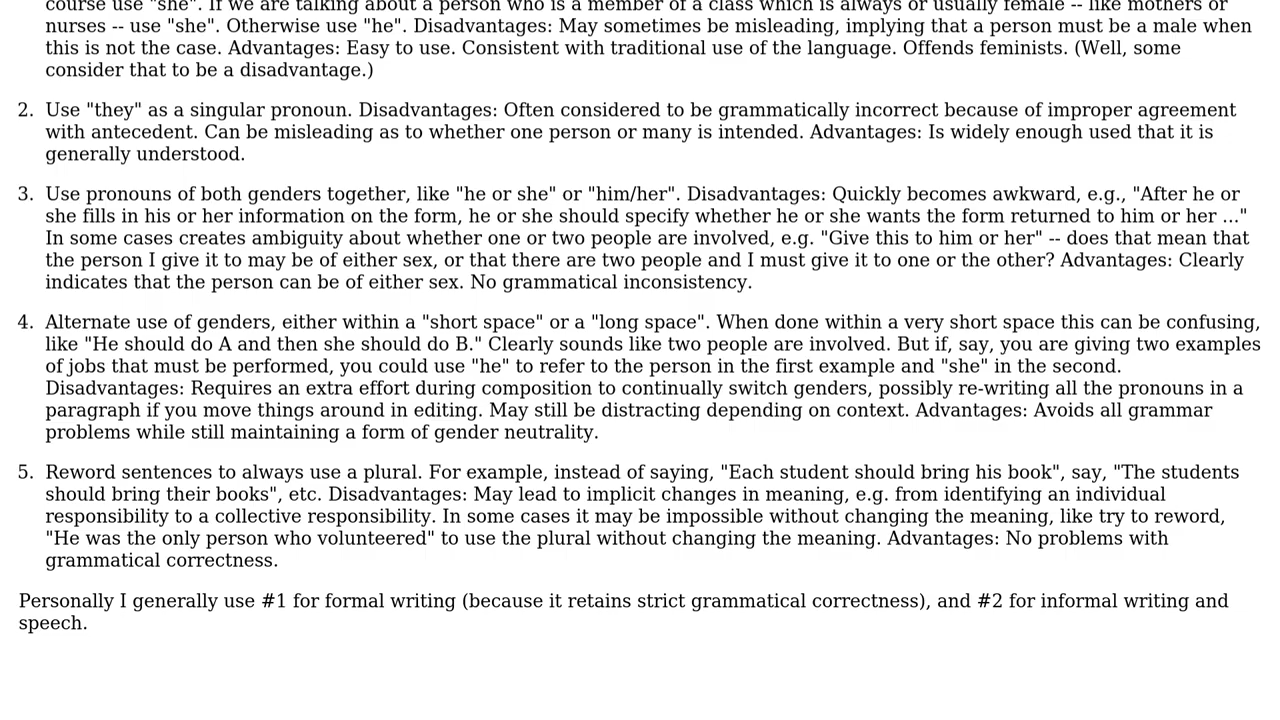 course use "she". If we are talking about a person who is a member of a class which is always or usually female -- like mothers or
nurses -- use "she". Otherwise use "he". Disadvantages: May sometimes be misleading, implying that a person must be a male when
this is not the case. Advantages: Easy to use. Consistent with traditional use of the language. Offends feminists. (Well, some
consider that to be a disadvantage.)
2. Use "they" as a singular pronoun. Disadvantages: Often considered to be grammatically incorrect because of improper agreement
with antecedent. Can be misleading as to whether one person or many is intended. Advantages: Is widely enough used that it is
generally understood.
3. Use pronouns of both genders together, like "he or she" or "him/her". Disadvantages: Quickly becomes awkward, e.g., "After he or
she fills in his or her information on the form, he or she should specify whether he or she wants the form returned to him or her ..."
In some cases creates ambiguity about whether one or two people are involved, e.g. "Give this to him or her" -- does that mean that
the person I give it to may be of either sex, or that there are two people and I must give it to one or the other? Advantages: Clearly
indicates that the person can be of either sex. No grammatical inconsistency.
4. Alternate use of genders, either within a "short space" or a "long space". When done within a very short space this can be confusing,
like "He should do A and then she should do B." Clearly sounds like two people are involved. But if, say, you are giving two examples
of jobs that must be performed, you could use "he" to refer to the person in the first example and "she" in the second.
Disadvantages: Requires an extra effort during composition to continually switch genders, possibly re-writing all the pronouns in a
paragraph if you move things around in editing. May still be distracting depending on context. Advantages: Avoids all grammar
problems while still maintaining a form of gender neutrality.
5. Reword sentences to always use a plural. For example, instead of saying, "Each student should bring his book", say, "The students
should bring their books", etc. Disadvantages: May lead to implicit changes in meaning, e.g. from identifying an individual
responsibility to a collective responsibility. In some cases it may be impossible without changing the meaning, like try to reword,
"He was the only person who volunteered" to use the plural without changing the meaning. Advantages: No problems with
grammatical correctness.
Personally I generally use #1 for formal writing (because it retains strict grammatical correctness), and #2 for informal writing and
speech.